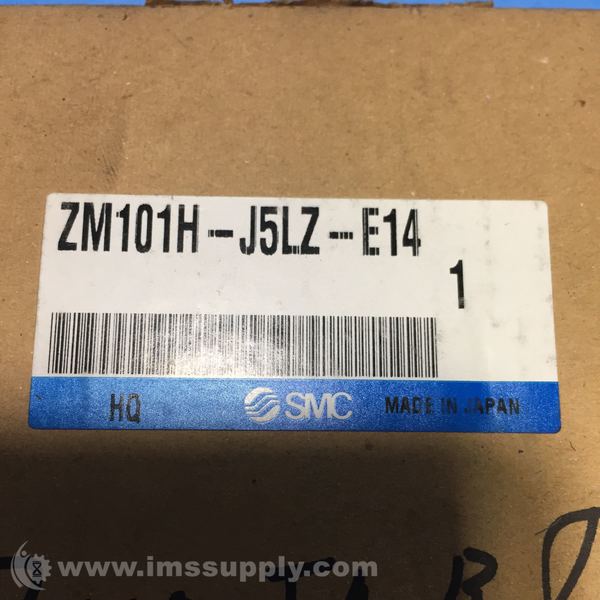 ZM101H-J5LZ-E14
1
HQ SMC MADE IN JAPAN
www.imssupply.com